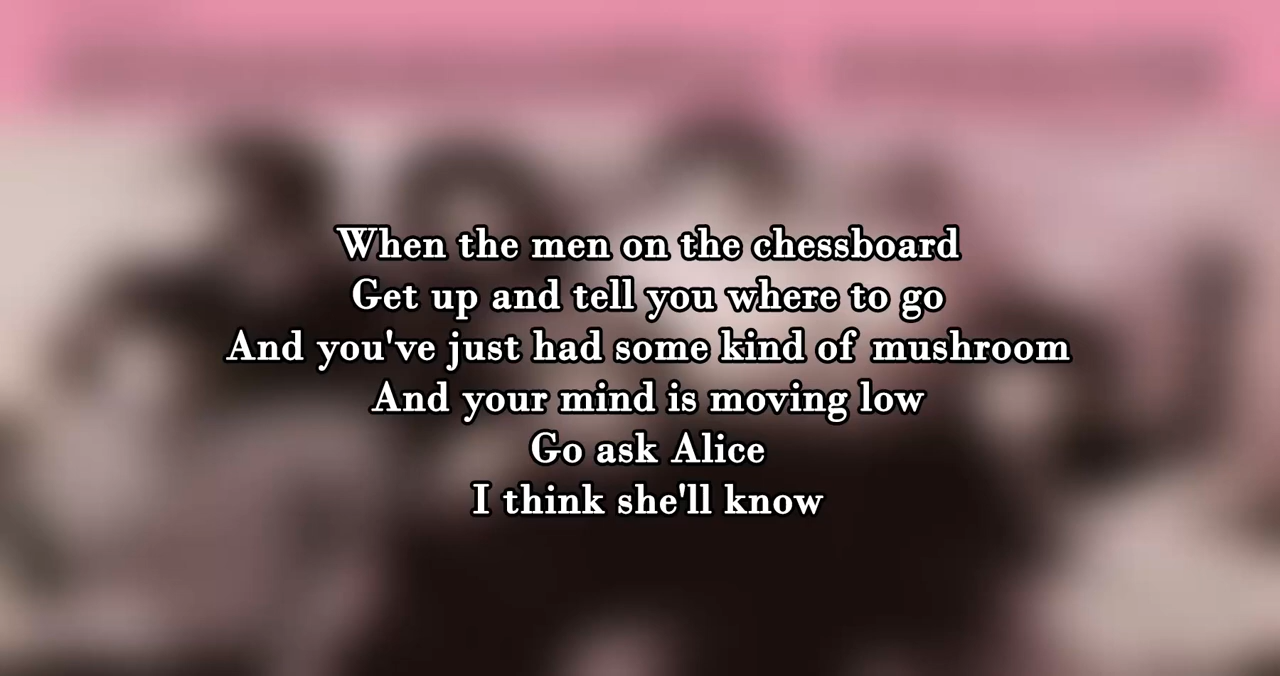 When the men on the chessboard
Get up and tell you where to go
And you've just had some kind of mushroom
And your mind is moving low
Go ask Alice
I think she'll know